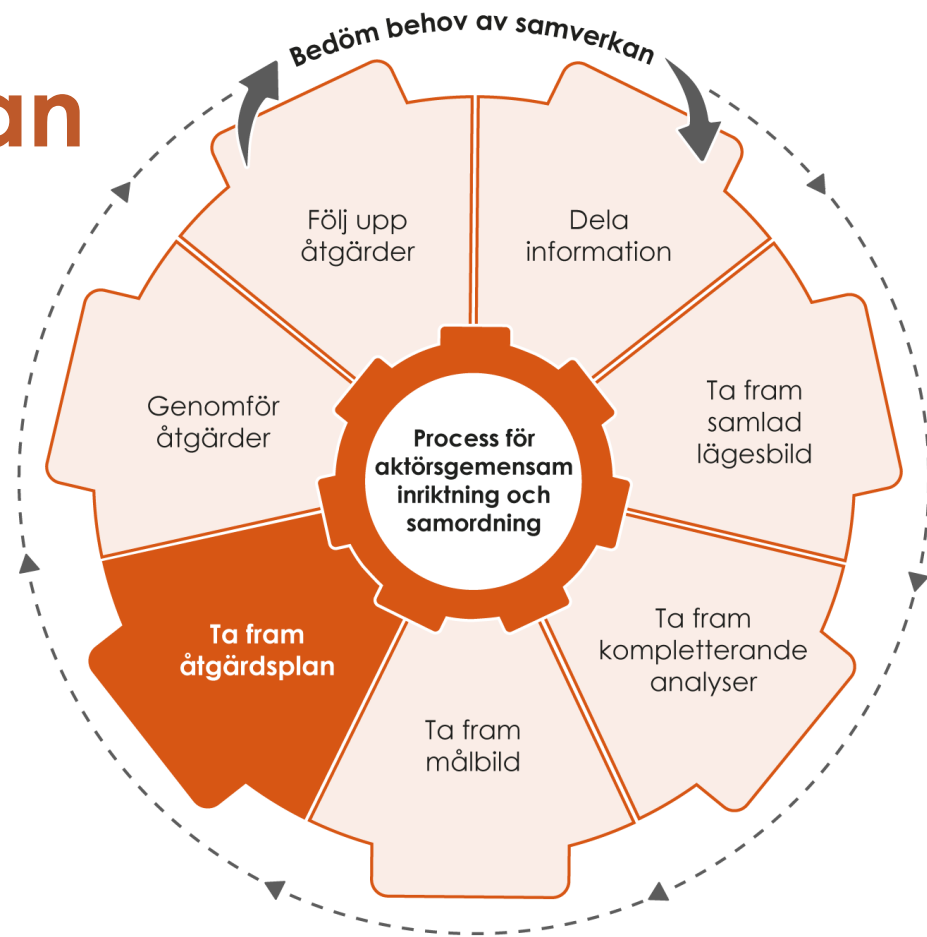 an
Bedöm behov av samverkan
Följ upp
åtgärder
Dela
information
Genomför
åtgärder
Ta fram
samlad
lägesbild
Process för
aktörsgemensam
inriktning och
samordning
Ta fram
åtgärdsplan
Ta fram
kompletterande
analyser
Ta fram
målbild